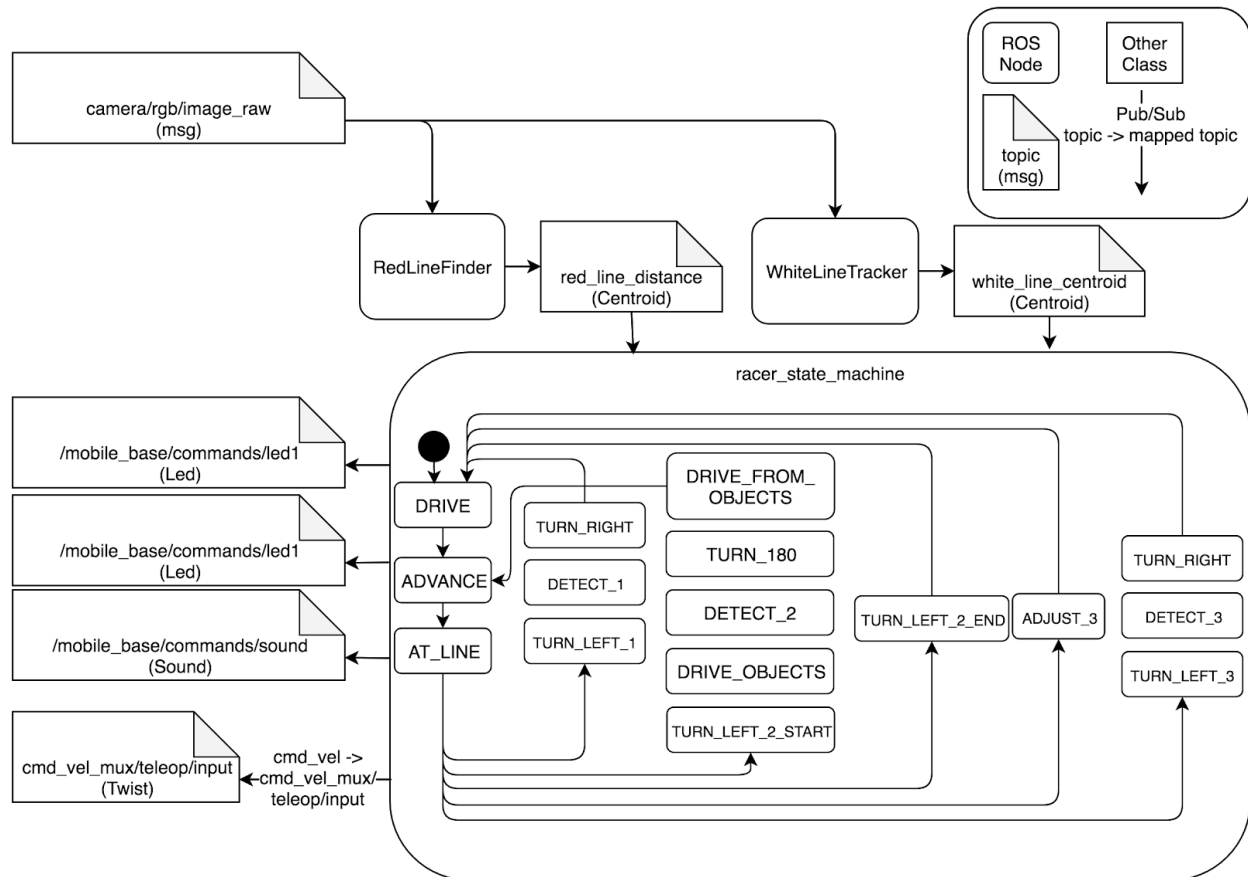 camera/rgb/image_raw
(msg)
ROS
Node
Other
Class
topic
(msg)
Pub/Sub
topic -> mapped topic
RedLineFinder
red_line_distance
(Centroid)
WhiteLineTracker
white_line_centroid
(Centroid)
racer_state_machine
/mobile_base/commands/led1
(Led)
/mobile_base/commands/led1
(Led)
/mobile_base/commands/sound
(Sound)
cmd_vel_mux/teleop/input
(Twist)
cmd_vel ->
cmd_vel_mux/
teleop/input
DRIVE
ADVANCE
AT_LINE
TURN_RIGHT
DETECT_1
TURN_LEFT_1
DRIVE_FROM_
OBJECTS
TURN_180
DETECT_2
DRIVE_OBJECTS
TURN_LEFT_2_START
TURN_LEFT_2_END
ADJUST_3
TURN_RIGHT
DETECT_3
TURN_LEFT_3